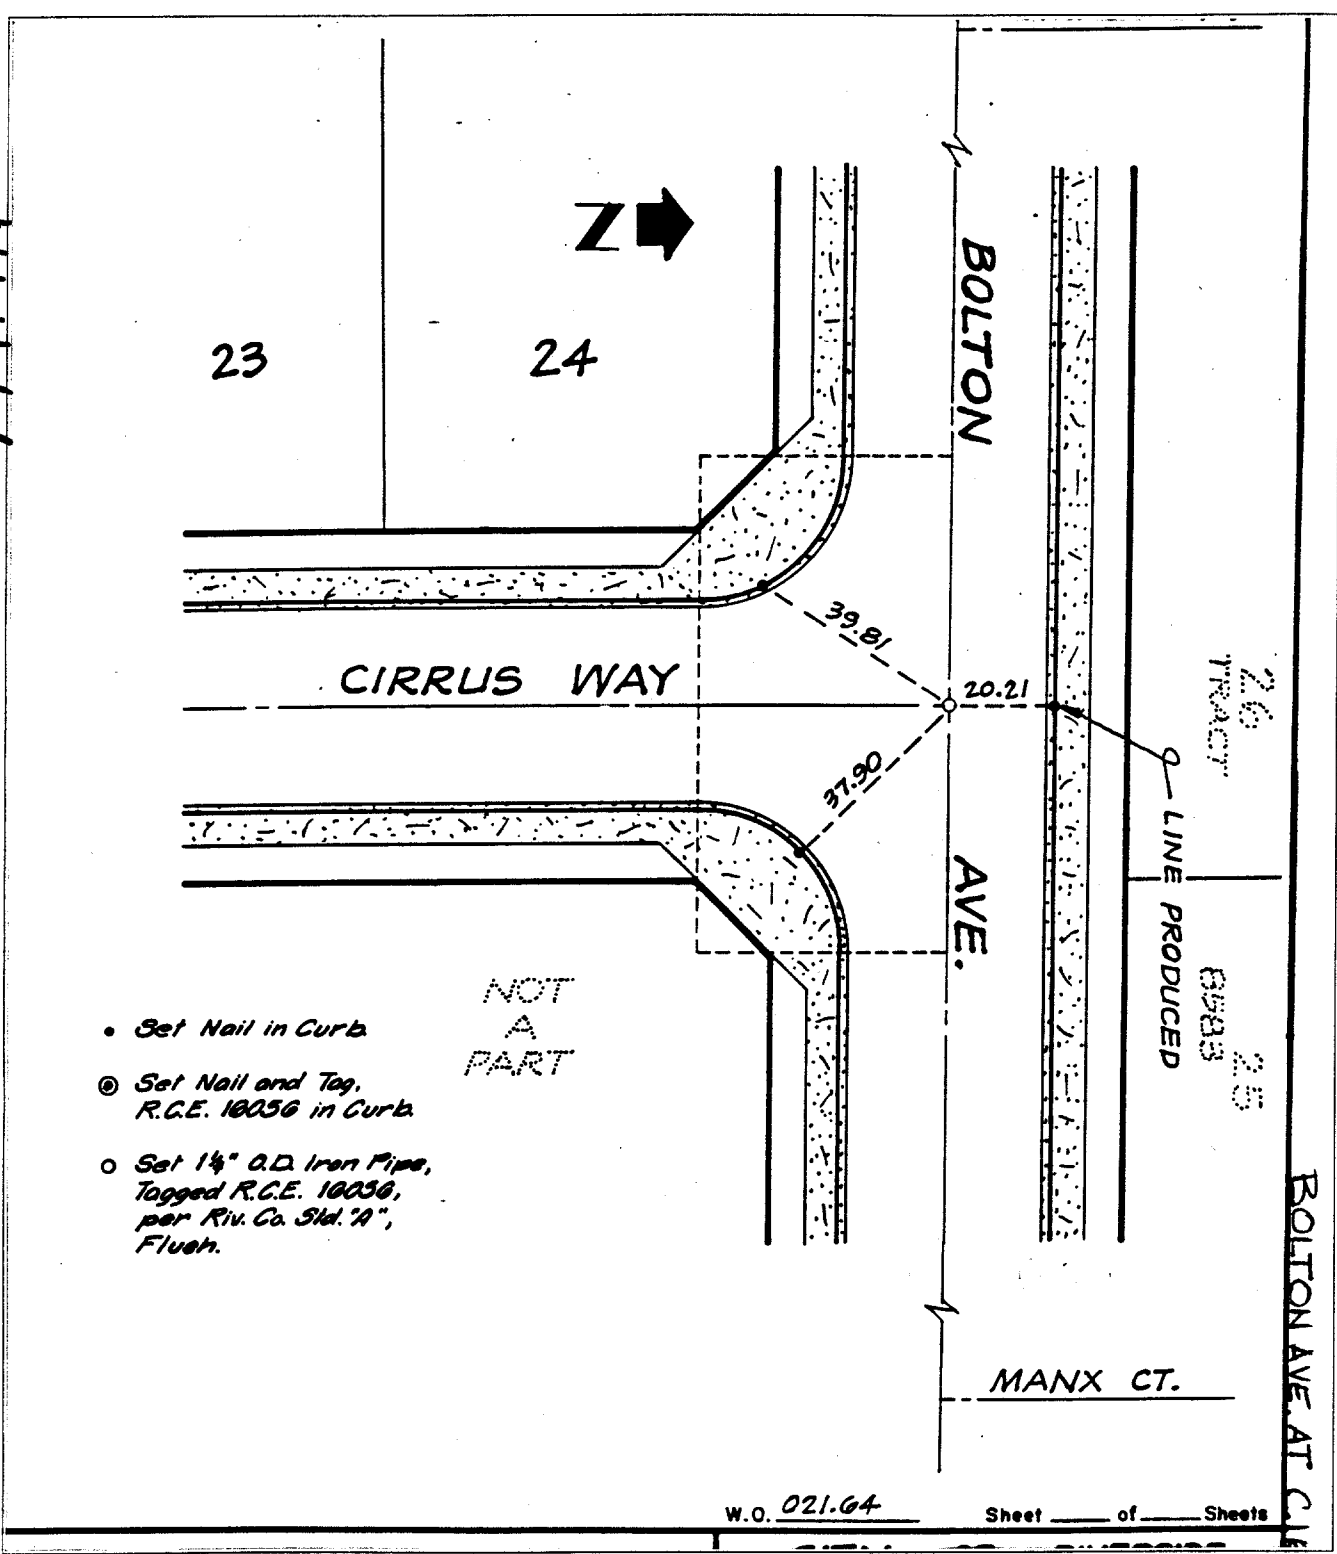 Z
BOLTON
23
24
39.81
CIRRUS WAY
20.21
37.90
26
TRACT
LINE PRODUCED
AVE.
8583
25
NOT
A
PART
Set Nail in Curb
Set Nail and Tag,
R.C.E. 16056 in Curb.
Set 1¼" O.D. Iron Pipe,
Tagged R.C.E. 16056,
per Riv. Co. Std. "A",
Flush.
MANX CT.
BOLTON AVE. AT
W.O. 021.64
Sheet ____ of ____ Sheets